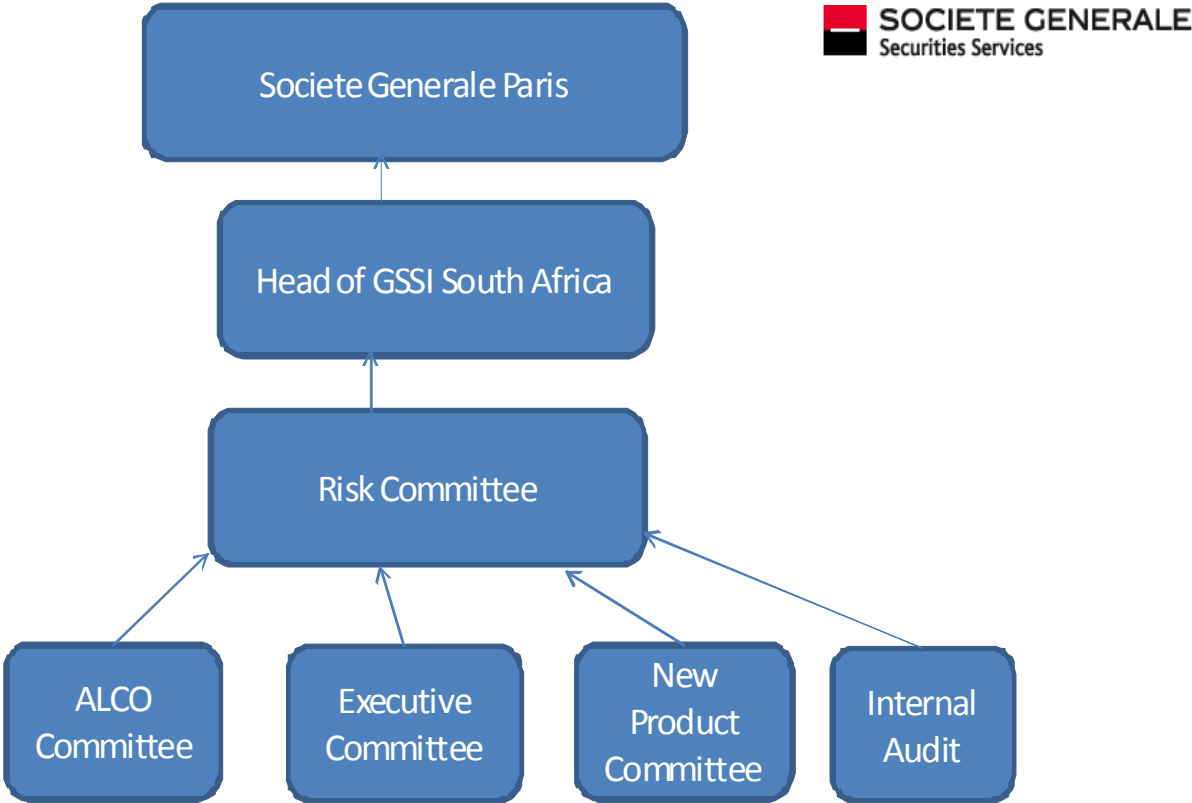 SOCIETE GENERALE
Securities Services
Societe Generale Paris
Head of GSSI South Africa
Risk Committee
ALCO
Committee
Executive
Committee
New
Product
Committee
Internal
Audit